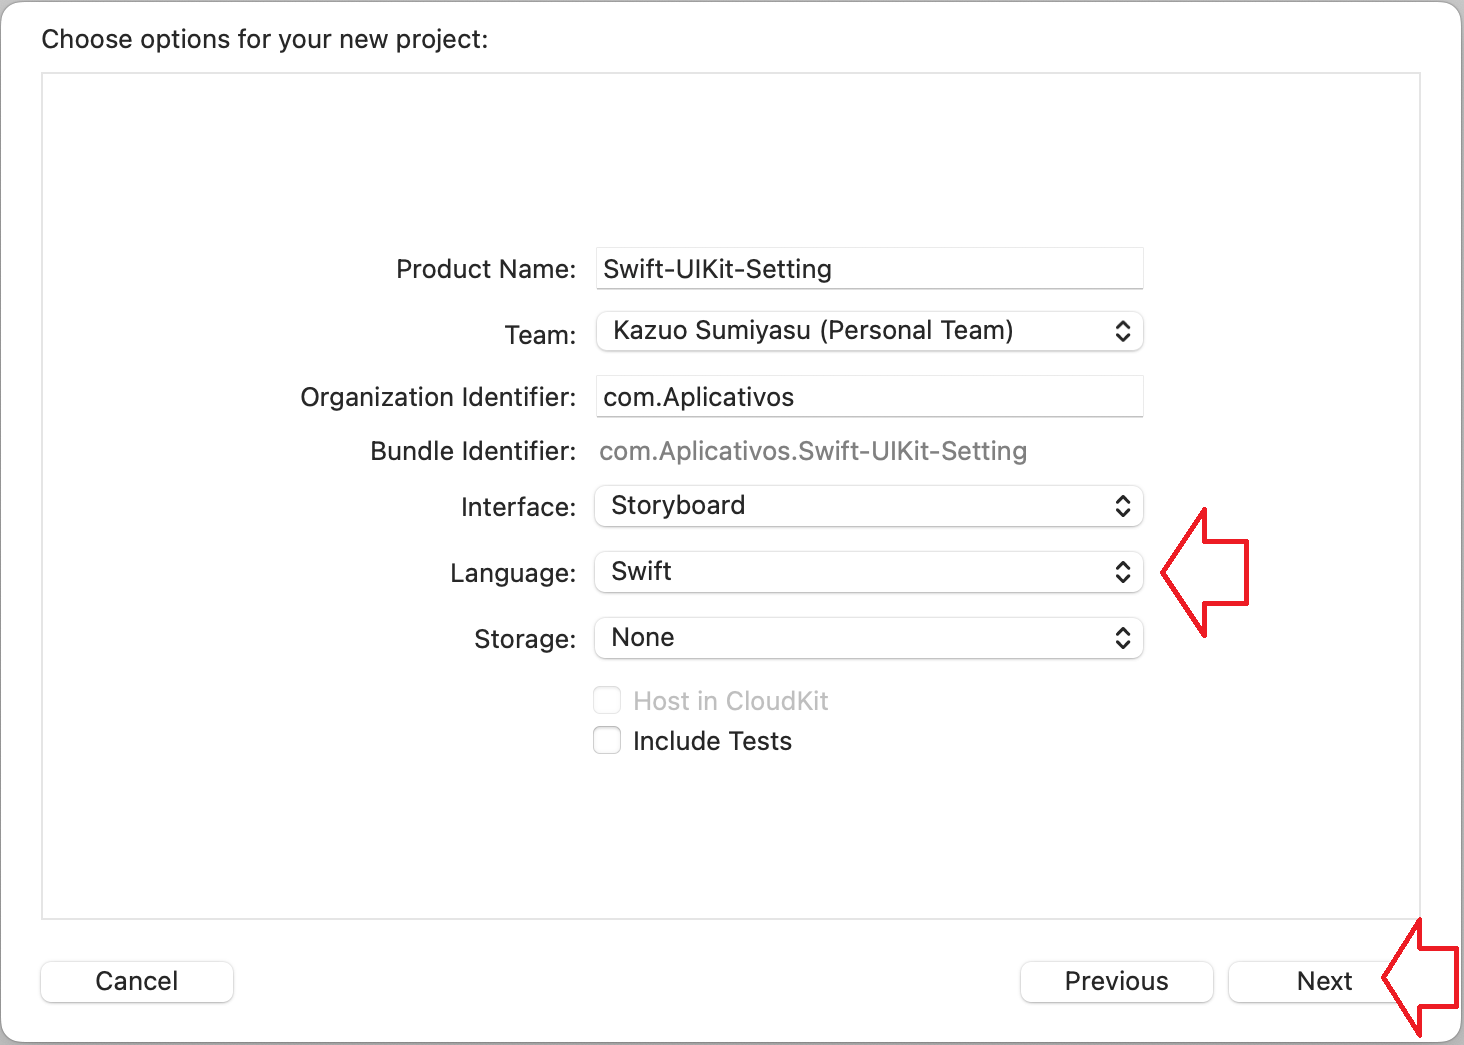 Choose options for your new project:
Product Name: Swift-UIKit-Setting
Team: Kazuo Sumiyasu (Personal Team)
Organization Identifier: com.Aplicativos
Bundle Identifier: com.Aplicativos.Swift-UIKit-Setting
Interface: Storyboard
Language: Swift
Storage: None
Host in CloudKit
Include Tests
Cancel Previous Next